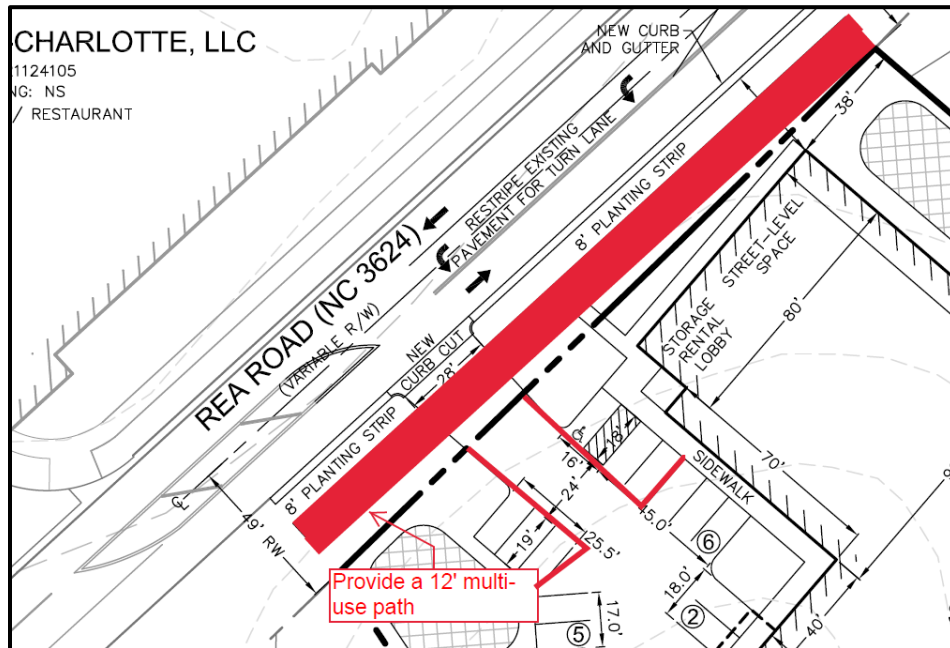 -CHARLOTTE, LLC
21124105
NG: NS
/ RESTAURANT
NEW CURB
AND GUTTER
38'
RESTRIPE EXISTING
PAVEMENT FOR TURN LANE
8' PLANTING STRIP
STREET-LEVEL
SPACE
REA ROAD (NC 3624)
(VARIABLE R/W)
STORAGE
RENTAL
LOBBY
80'
NEW
CURB CUT
28'
8' PLANTING STRIP
℄
℄
16'
18'
SIDEWALK
70'
24'
49' RW
19'
25.5'
45.0'
6
Provide a 12' multi-
use path
18.0'
2
17.0'
5
40'